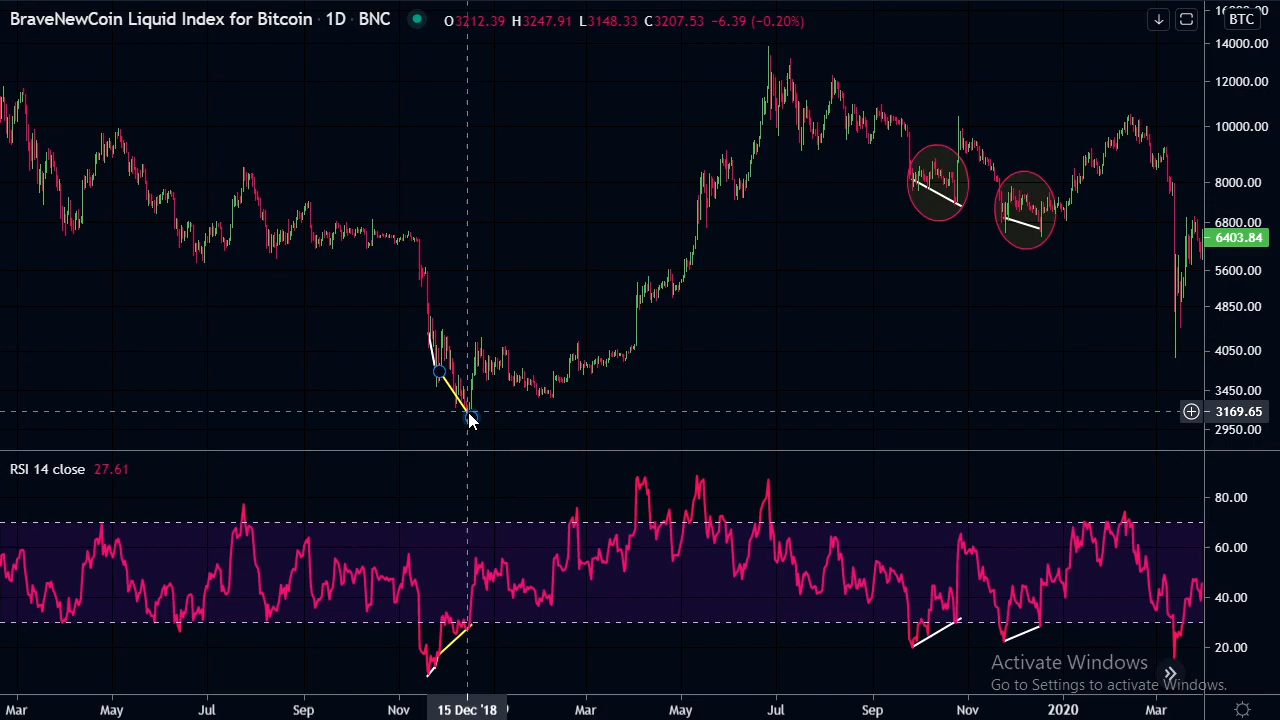 BraveNewCoin Liquid Index for Bitcoin · 1D · BNC O3212.39 H3247.91 L3148.33 C3207.53 -6.39 (-0.20%)
BTC
14000.00
12000.00
10000.00
8000.00
6800.00
6403.84
5600.00
4850.00
4050.00
3450.00
3169.65
2950.00
RSI 14 close 27.61
80.00
60.00
40.00
20.00
Activate Windows
Go to Settings to activate Windows.
Mar May Jul Sep Nov 15 Dec '18 Mar May Jul Sep Nov 2020 Mar